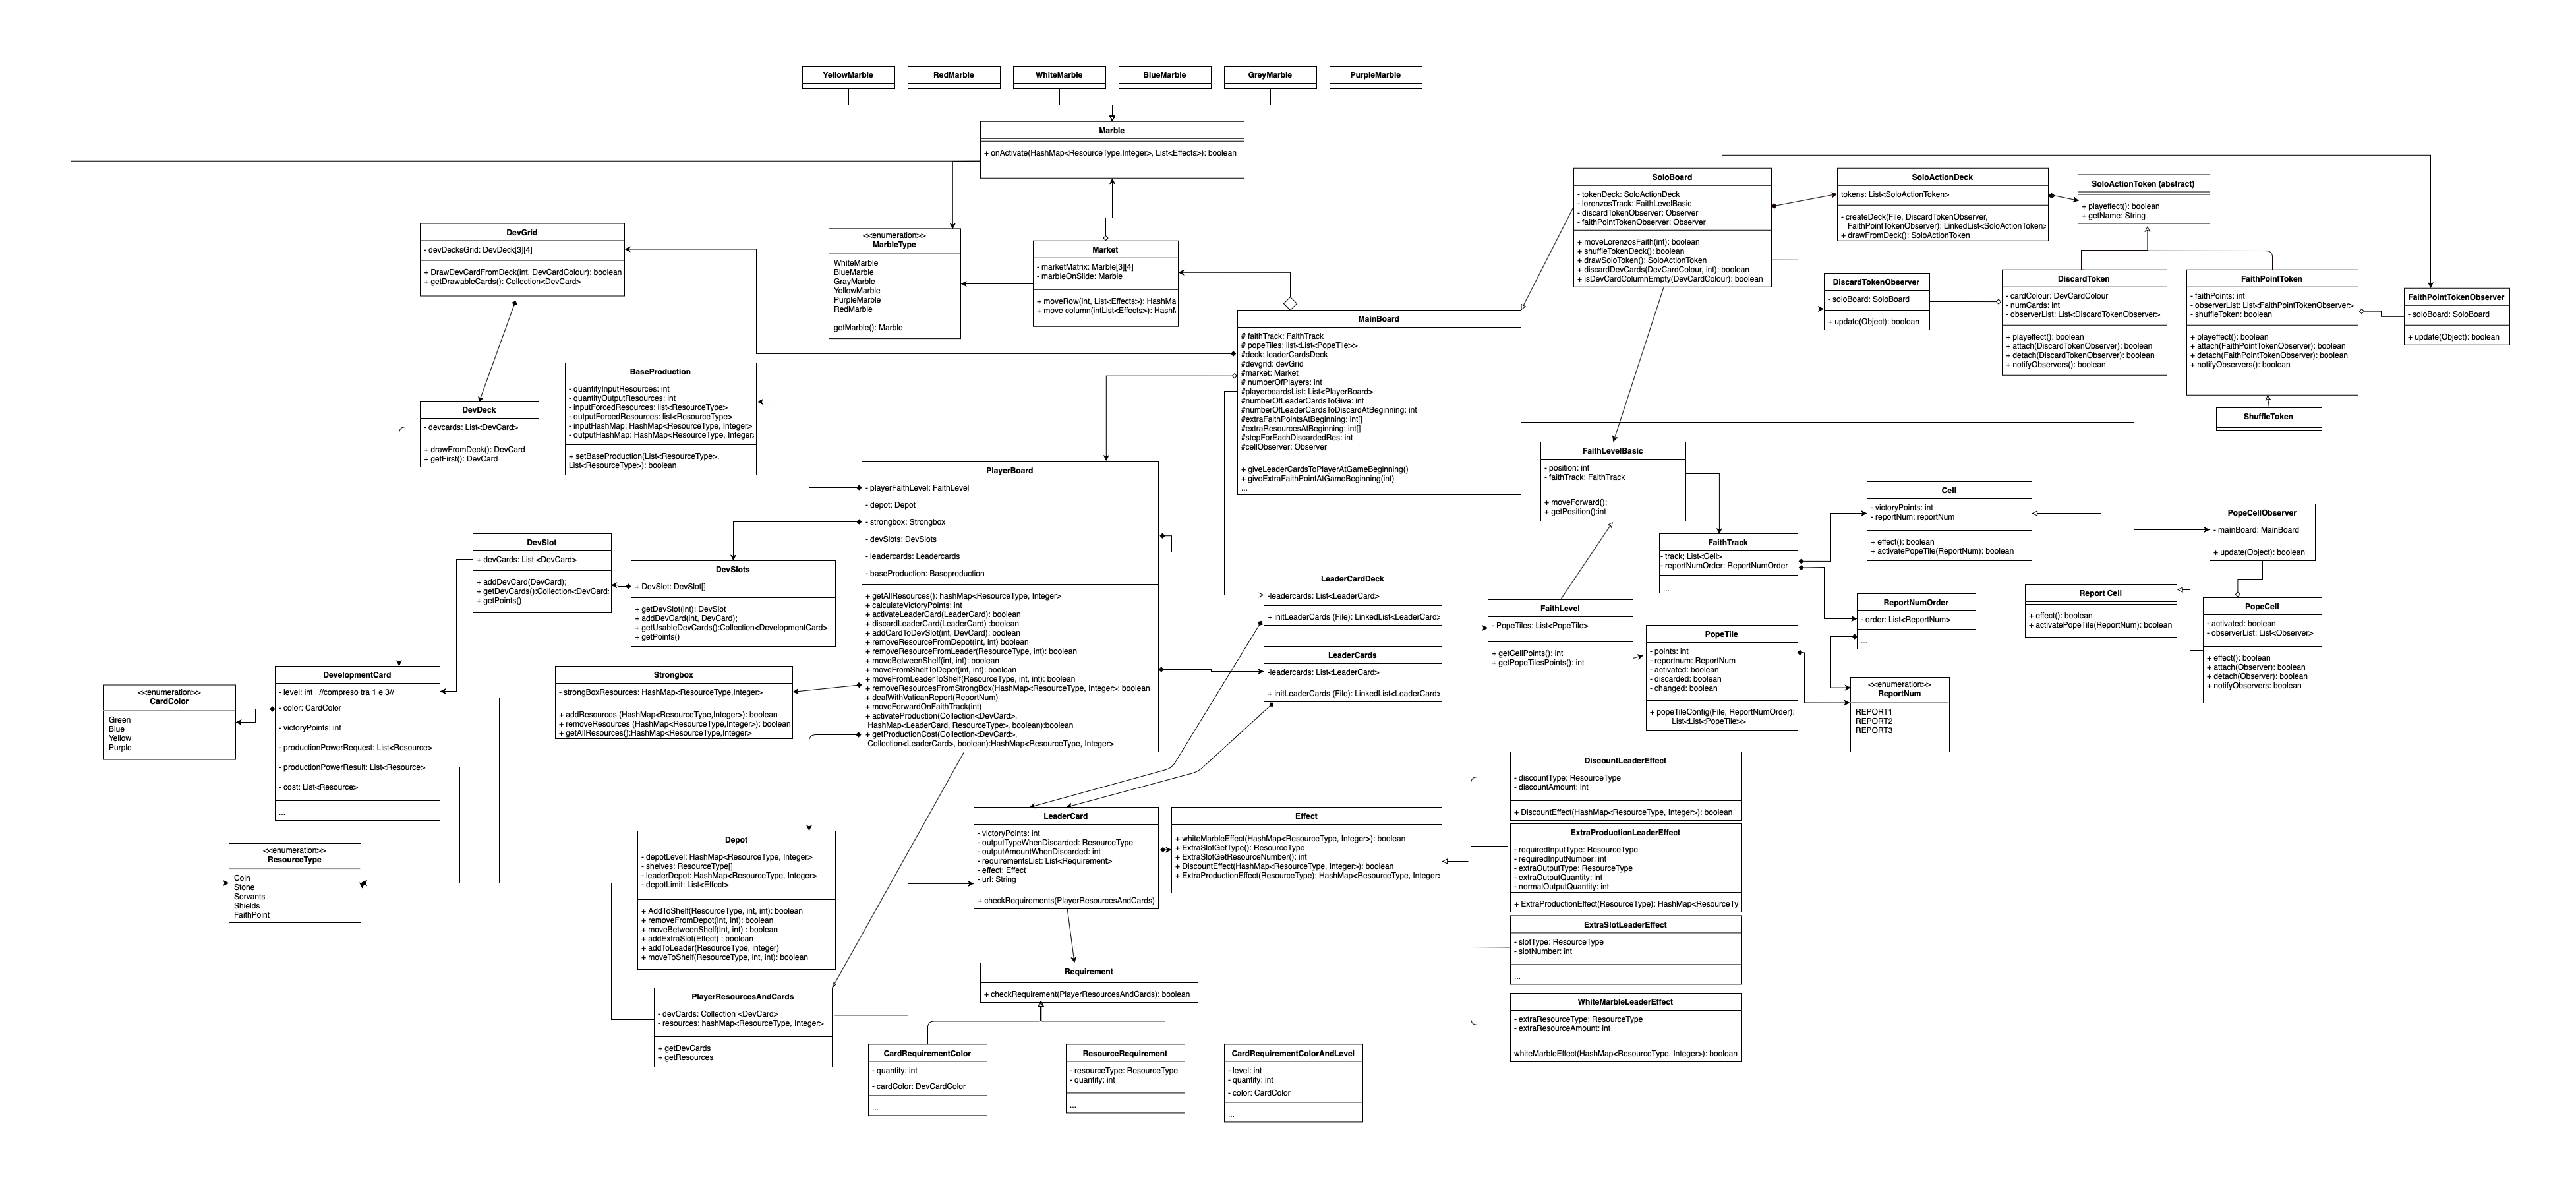 YellowMarble
RedMarble
WhiteMarble
BlueMarble
GreyMarble
PurpleMarble
Marble
+ onActivate(HashMap<ResourceType,Integer>, List<Effects>): boolean
DevGrid
- devDecksGrid: DevDeck[3][4]
+ DrawDevCardFromDeck(int, DevCardColour): boolean
+ getDrawableCards(): Collection<DevCard>
<<enumeration>>
MarbleType
WhiteMarble
BlueMarble
GrayMarble
YellowMarble
PurpleMarble
RedMarble
getMarble(): Marble
Market
- marketMatrix: Marble[3][4]
- marbleOnSlide: Marble
+ moveRow(int, List<Effects>): HashMa
+ move column(intList<Effects>): HashM
SoloBoard
- tokenDeck: SoloActionDeck
- lorenzosTrack: FaithLevelBasic
- discardTokenObserver: Observer
- faithPointTokenObserver: Observer
+ moveLorenzosFaith(int): boolean
+ shuffleTokenDeck(): boolean
+ drawSoloToken(): SoloActionToken
+ discardDevCards(DevCardColour, int): boolean
+ isDevCardColumnEmpty(DevCardColour): boolean
SoloActionDeck
tokens: List<SoloActionToken>
- createDeck(File, DiscardTokenObserver,
FaithPointTokenObserver): LinkedList<SoloActionToken>
+ drawFromDeck(): SoloActionToken
SoloActionToken (abstract)
+ playeffect(): boolean
+ getName: String
DiscardTokenObserver
- soloBoard: SoloBoard
+ update(Object): boolean
DiscardToken
- cardColour: DevCardColour
- numCards: int
- observerList: List<DiscardTokenObserver>
+ playeffect(): boolean
+ attach(DiscardTokenObserver): boolean
+ detach(DiscardTokenObserver): boolean
+ notifyObservers(): boolean
FaithPointToken
- faithPoints: int
- observerList: List<FaithPointTokenObserver>
- shuffleToken: boolean
+ playeffect(): boolean
+ attach(FaithPointTokenObserver): boolean
+ detach(FaithPointTokenObserver): boolean
+ notifyObservers(): boolean
FaithPointTokenObserver
- soloBoard: SoloBoard
+ update(Object): boolean
ShuffleToken
MainBoard
# faithTrack: FaithTrack
# popeTiles: list<List<PopeTile>>
#deck: leaderCardsDeck
#devgrid: devGrid
#market: Market
# numberOfPlayers: int
#playerboardsList: List<PlayerBoard>
#numberOfLeaderCardsToGive: int
#numberOfLeaderCardsToDiscardAtBeginning: int
#extraFaithPointsAtBeginning: int[]
#extraResourcesAtBeginning: int[]
#stepForEachDiscardedRes: int
#cellObserver: Observer
+ giveLeaderCardsToPlayerAtGameBeginning()
+ giveExtraFaithPointAtGameBeginning(int)
...
BaseProduction
- quantityInputResources: int
- quantityOutputResources: int
- inputForcedResources: list<ResourceType>
- outputForcedResources: list<ResourceType>
- inputHashMap: HashMap<ResourceType, Integer>
- outputHashMap: HashMap<ResourceType, Integer:
+ setBaseProduction(List<ResourceType>,
List<ResourceType>): boolean
DevDeck
- devcards: List<DevCard>
+ drawFromDeck(): DevCard
+ getFirst(): DevCard
PlayerBoard
- playerFaithLevel: FaithLevel
- depot: Depot
- strongbox: Strongbox
- devSlots: DevSlots
- leadercards: Leadercards
- baseProduction: Baseproduction
+ getAllResources(): hashMap<ResourceType, Integer>
+ calculateVictoryPoints: int
+ activateLeaderCard(LeaderCard): boolean
+ discardLeaderCard(LeaderCard) :boolean
+ addCardToDevSlot(int, DevCard): boolean
+ removeResourceFromDepot(int, int) boolean
+ removeResourceFromLeader(ResourceType, int): boolean
+ moveBetweenShelf(int, int): boolean
+ moveFromShelfToDepot(int, int): boolean
+ moveFromLeaderToShelf(ResourceType, int, int): boolean
+ removeResourcesFromStrongBox(HashMap<ResourceType, Integer>: boolean
+ dealWithVaticanReport(ReportNum)
+ moveForwardOnFaithTrack(int)
+ activateProduction(Collection<DevCard>,
HashMap<LeaderCard, ResourceType>, boolean):boolean
+ getProductionCost(Collection<DevCard>,
Collection<LeaderCard>, boolean):HashMap<ResourceType, Integer>
FaithLevelBasic
- position: int
- faithTrack: FaithTrack
+ moveForward();
+ getPosition():int
Cell
- victoryPoints: int
- reportNum: reportNum
+ effect(): boolean
+ activatePopeTile(ReportNum): boolean
PopeCellObserver
- mainBoard: MainBoard
+ update(Object): boolean
FaithTrack
- track; List<Cell>
- reportNumOrder: ReportNumOrder
...
DevSlot
+ devCards: List <DevCard>
+ addDevCard(DevCard);
+ getDevCards():Collection<DevCard:
+ getPoints()
DevSlots
+ DevSlot: DevSlot[]
+ getDevSlot(int): DevSlot
+ addDevCard(int, DevCard);
+ getUsableDevCards():Collection<DevelopmentCard>
+ getPoints()
LeaderCardDeck
-leadercards: List<LeaderCard>
+ initLeaderCards (File): LinkedList<LeaderCard>
FaithLevel
- PopeTiles: List<PopeTile>
+ getCellPoints(): int
+ getPopeTilesPoints(): int
ReportNumOrder
- order: List<ReportNum>
...
Report Cell
+ effect(): boolean
+ activatePopeTile(ReportNum): boolean
PopeCell
- activated: boolean
- observerList: List<Observer>
+ effect(): boolean
+ attach(Observer): boolean
+ detach(Observer): boolean
+ notifyObservers: boolean
PopeTile
- points: int
- reportnum: ReportNum
- activated: boolean
- discarded: boolean
- changed: boolean
+ popeTileConfig(File, ReportNumOrder):
List<List<PopeTile>>
LeaderCards
-leadercards: List<LeaderCard>
+ initLeaderCards (File): LinkedList<LeaderCard>
<<enumeration>>
ReportNum
REPORT1
REPORT2
REPORT3
<<enumeration>>
CardColor
Green
Blue
Yellow
Purple
DevelopmentCard
- level: int //compreso tra 1 e 3//
- color: CardColor
- victoryPoints: int
- productionPowerRequest: List<Resource>
- productionPowerResult: List<Resource>
- cost: List<Resource>
...
Strongbox
- strongBoxResources: HashMap<ResourceType,Integer>
+ addResources (HashMap<ResourceType,Integer>): boolean
+ removeResources (HashMap<ResourceType,Integer>): boolean
+ getAllResources():HashMap<ResourceType,Integer>
<<enumeration>>
ResourceType
Coin
Stone
Servants
Shields
FaithPoint
Depot
- depotLevel: HashMap<ResourceType, Integer>
- shelves: ResourceType[]
- leaderDepot: HashMap<ResourceType, Integer>
- depotLimit: List<Effect>
+ AddToShelf(ResourceType, int, int): boolean
+ removeFromDepot(Int, int): boolean
+ moveBetweenShelf(Int, int) : boolean
+ addExtraSlot(Effect) : boolean
+ addToLeader(ResourceType, integer)
+ moveToShelf(ResourceType, int, int): boolean
LeaderCard
- victoryPoints: int
- outputTypeWhenDiscarded: ResourceType
- outputAmountWhenDiscarded: int
- requirementsList: List<Requirement>
- effect: Effect
- url: String
+ checkRequirements(PlayerResourcesAndCards)
Effect
+ whiteMarbleEffect(HashMap<ResourceType, Integer>): boolean
+ ExtraSlotGetType(): ResourceType
+ ExtraSlotGetResourceNumber(): int
+ DiscountEffect(HashMap<ResourceType, Integer>): boolean
+ ExtraProductionEffect(ResourceType): HashMap<ResourceType, Integer:
DiscountLeaderEffect
- discountType: ResourceType
- discountAmount: int
+ DiscountEffect(HashMap<ResourceType, Integer>): boolean
ExtraProductionLeaderEffect
- requiredInputType: ResourceType
- requiredInputNumber: int
- extraOutputType: ResourceType
- extraOutputQuantity: int
- normalOutputQuantity: int
+ ExtraProductionEffect(ResourceType): HashMap<ResourceTy
ExtraSlotLeaderEffect
- slotType: ResourceType
- slotNumber: int
...
WhiteMarbleLeaderEffect
- extraResourceType: ResourceType
- extraResourceAmount: int
whiteMarbleEffect(HashMap<ResourceType, Integer>): boolean
PlayerResourcesAndCards
- devCards: Collection <DevCard>
- resources: hashMap<ResourceType, Integer>
+ getDevCards
+ getResources
Requirement
+ checkRequirement(PlayerResourcesAndCards): boolean
CardRequirementColor
- quantity: int
- cardColor: DevCardColor
...
ResourceRequirement
- resourceType: ResourceType
- quantity: int
...
CardRequirementColorAndLevel
- level: int
- quantity: int
- color: CardColor
...